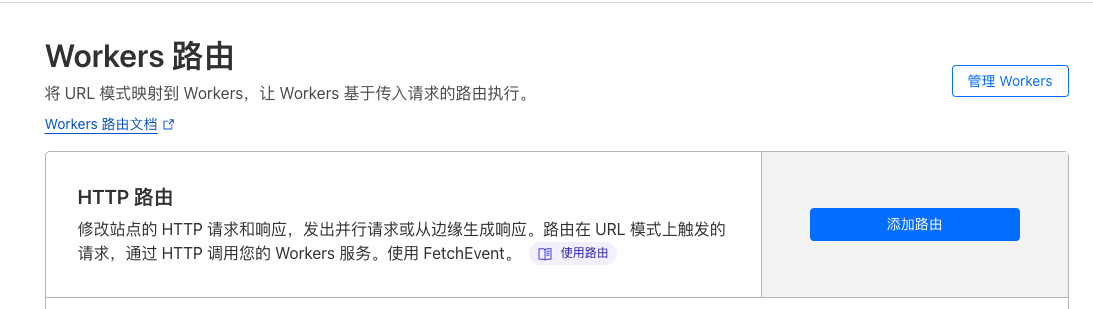 Workers 路由
将 URL 模式映射到 Workers，让 Workers 基于传入请求的路由执行。
管理 Workers
Workers 路由文档
HTTP 路由
修改站点的 HTTP 请求和响应，发出并行请求或从边缘生成响应。路由在 URL 模式上触发的
请求，通过 HTTP 调用您的 Workers 服务。使用 FetchEvent。 使用路由
添加路由